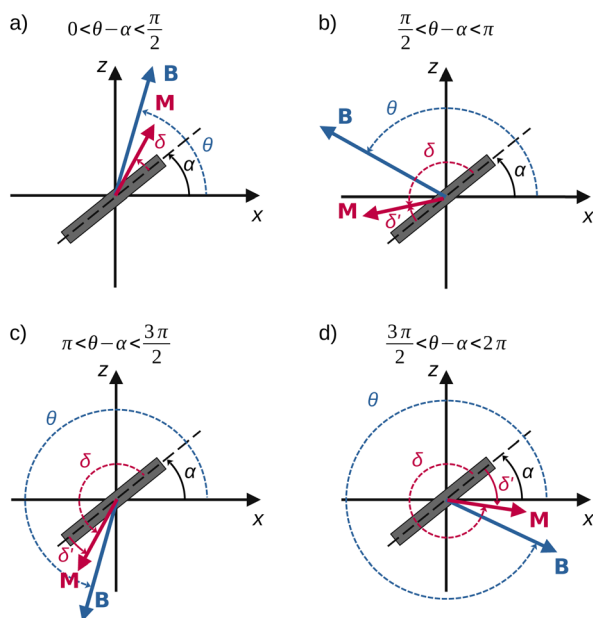 a) 0<θ−α<π/2
z
B
M
δ
θ
α
x
b) π/2<θ−α<π
z
B
θ
δ
α
M
δ'
x
c) π<θ−α<3π/2
z
θ
δ
α
x
δ'
M
B
d) 3π/2<θ−α<2π
z
θ
δ
δ'
α
x
M
B